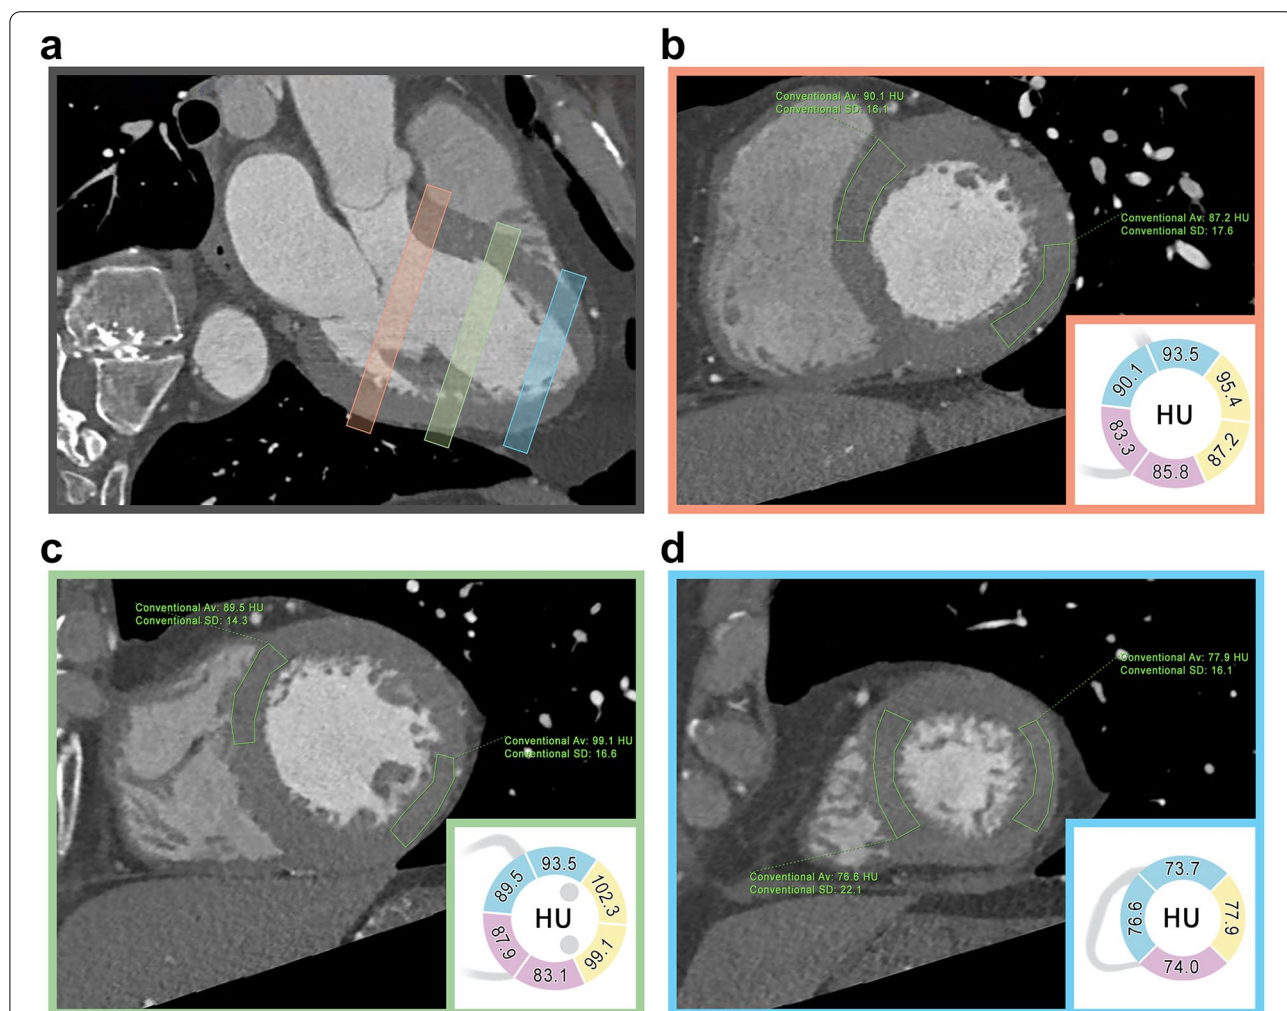 a
b
Conventional Av: 90.1 HU
Conventional SD: 16.1
Conventional Av: 87.2 HU
Conventional SD: 17.6
93.5
90.1
95.4
HU
83.3
87.2
85.8
c
d
Conventional Av: 89.5 HU
Conventional SD: 14.3
Conventional Av: 99.1 HU
Conventional SD: 16.6
93.5
89.5
102.3
HU
87.9
99.1
83.1
Conventional Av: 77.9 HU
Conventional SD: 16.1
Conventional Av: 76.6 HU
Conventional SD: 22.1
73.7
76.6
HU
77.9
74.0